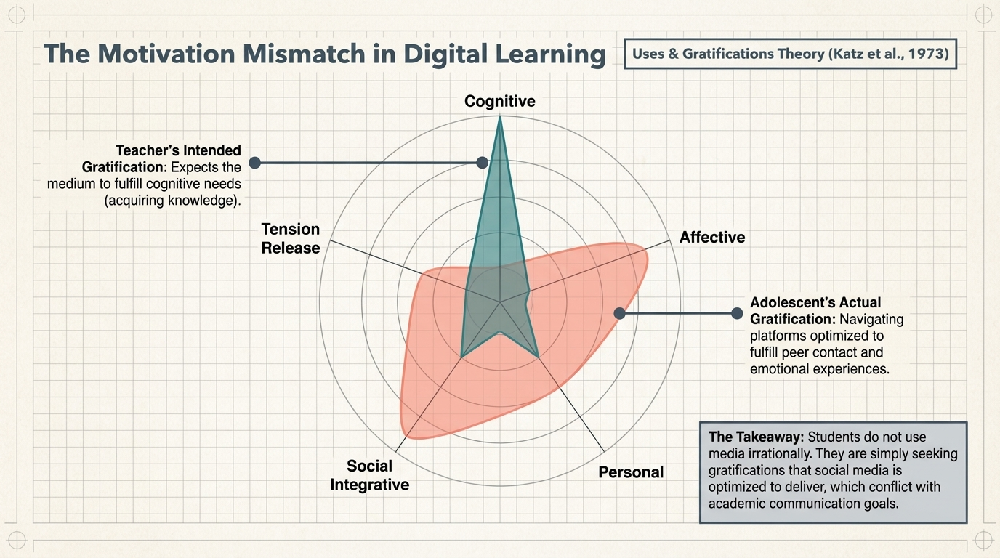 The Motivation Mismatch in Digital Learning
Uses & Gratifications Theory (Katz et al., 1973)
Cognitive
Teacher's Intended
Gratification: Expects the
medium to fulfill cognitive needs
(acquiring knowledge).
Tension
Release
Affective
Adolescent's Actual
Gratification: Navigating
platforms optimized to
fulfill peer contact and
emotional experiences.
Social
Integrative
Personal
The Takeaway: Students do not use
media irrationally. They are simply seeking
gratifications that social media is
optimized to deliver, which conflict with
academic communication goals.